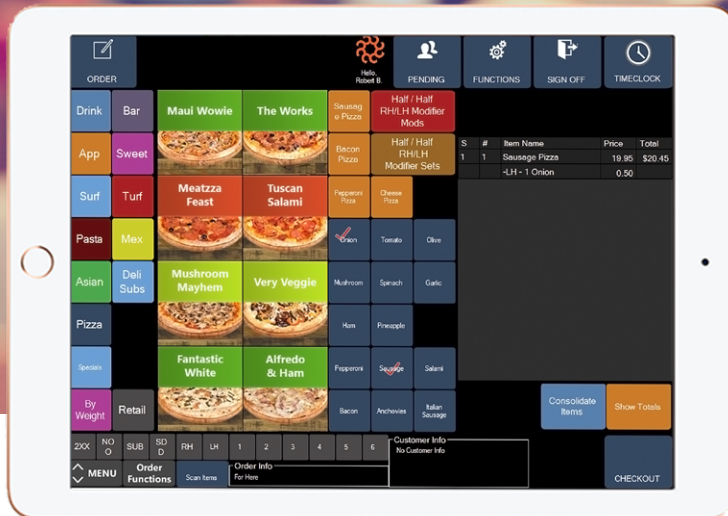 ORDER
Hello,
Robert B.
PENDING
FUNCTIONS
SIGN OFF
TIMECLOCK
Drink
Bar
Maui Wowie
The Works
Sausag
e Pizza
Half / Half
RH/LH Modifier
Mods
App
Sweet
Bacon
Pizza
Half / Half
RH/LH
Modifier Sets
S # Item Name Price Total
1 1 Sausage Pizza 19.95 $20.45
-LH - 1 Onion 0.50
Surf
Turf
Meatzza
Feast
Tuscan
Salami
Pepperoni
Pizza
Cheese
Pizza
Pasta
Mex
Onion
Tomato
Olive
Asian
Deli
Subs
Mushroom
Mayhem
Very Veggie
Mushroom
Spinach
Garlic
Pizza
Ham
Pineapple
Specials
Fantastic
White
Alfredo
& Ham
Pepperoni
Sausage
Salami
By
Weight
Retail
Bacon
Anchovies
Italian
Sausage
Consolidate
Items
Show Totals
2XX
NO
O
SUB
SD
D
RH
LH
1
2
3
4
5
6
Customer Info
No Customer Info
MENU
Order
Functions
Scan Items
Order Info
For Here
CHECKOUT